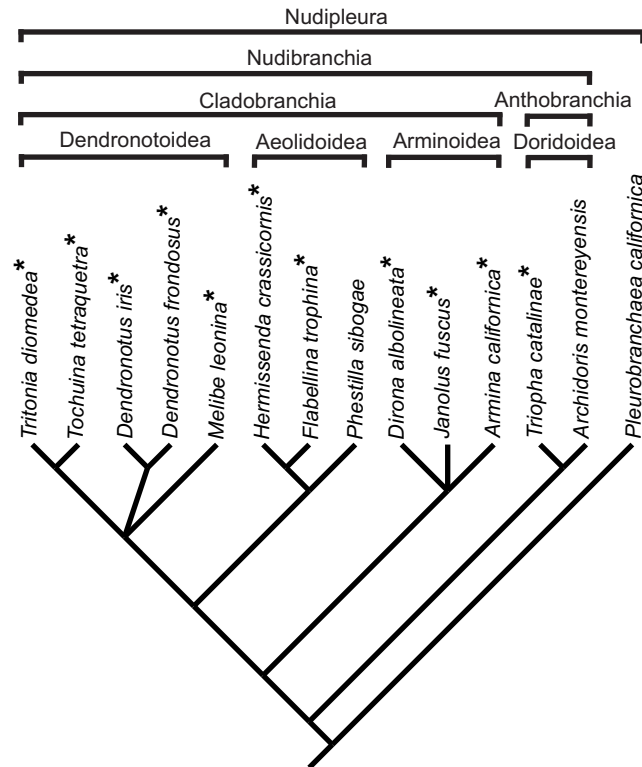 Nudipleura
Nudibranchia
Cladobranchia
Anthobranchia
Dendronotoidea
Aeolidoidea
Arminoidea
Doridoidea
Tritonia diomedea*
Tochuina tetraquetra*
Dendronotus iris*
Dendronotus frondosus*
Melibe leonina*
Hermissenda crassicornis*
Flabellina trophina*
Phestilla sibogae
Dirona albolineata*
Janolus fuscus*
Armina californica*
Triopha catalinae*
Archidoris montereyensis
Pleurobranchaea californica